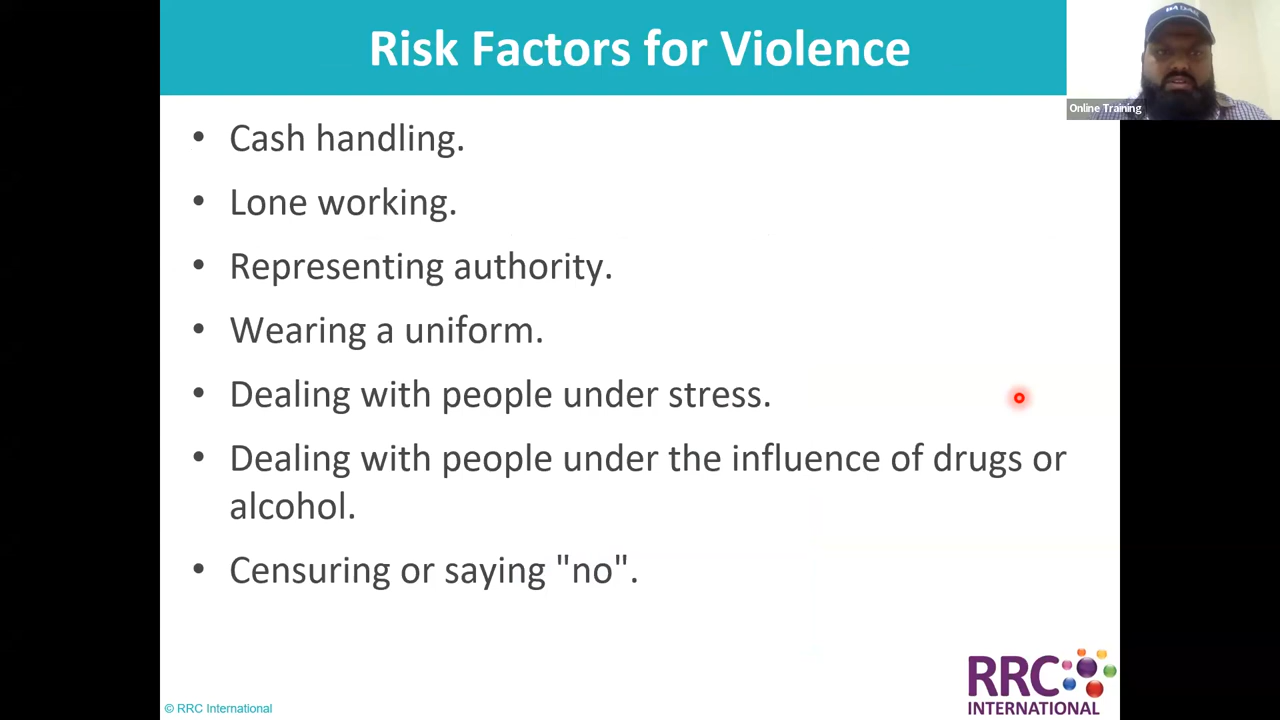 Risk Factors for Violence
Online Training
• Cash handling.
• Lone working.
• Representing authority.
• Wearing a uniform.
• Dealing with people under stress.
• Dealing with people under the influence of drugs or
alcohol.
• Censuring or saying "no".
RRC
INTERNATIONAL
© RRC International